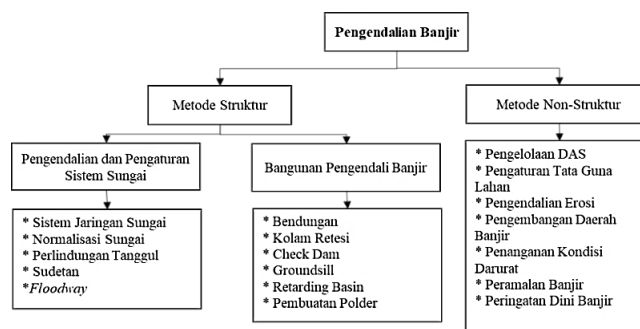 Pengendalian Banjir
Metode Struktur
Metode Non-Struktur
Pengendalian dan Pengaturan
Sistem Sungai
Bangunan Pengendali Banjir
* Sistem Jaringan Sungai
* Normalisasi Sungai
* Perlindungan Tanggul
* Sudetan
*Floodway
* Bendungan
* Kolam Retesi
* Check Dam
* Groundsill
* Retarding Basin
* Pembuatan Polder
* Pengelolaan DAS
* Pengaturan Tata Guna
Lahan
* Pengendalian Erosi
* Pengembangan Daerah
Banjir
* Penanganan Kondisi
Darurat
* Peramalan Banjir
* Peringatan Dini Banjir